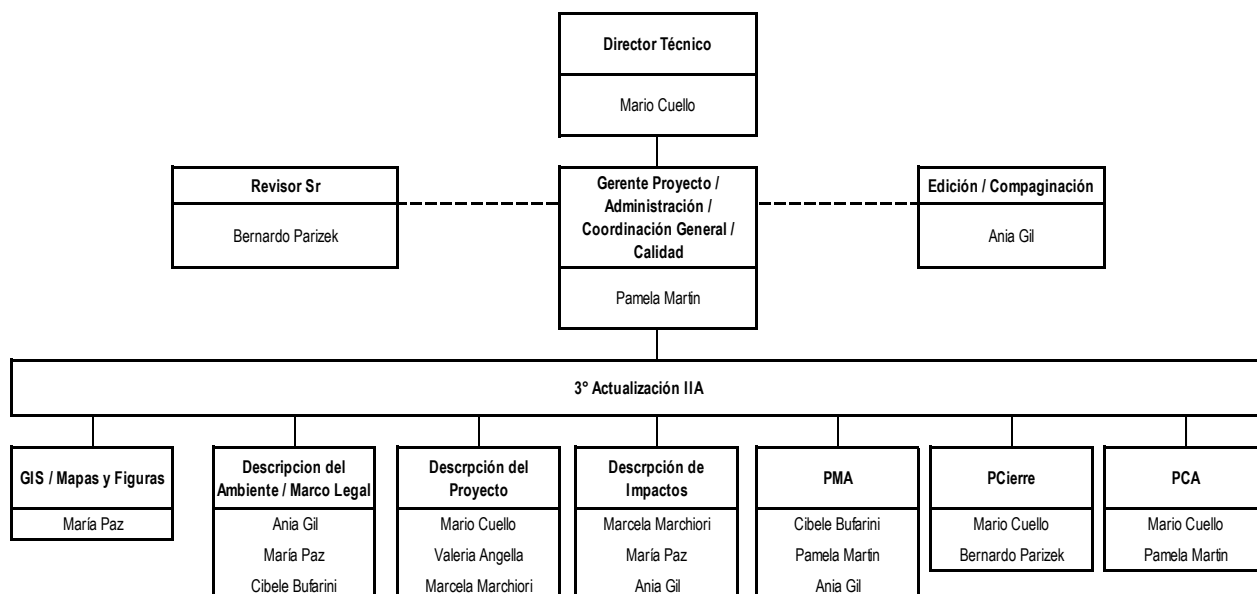 Director Técnico
Mario Cuello
Revisor Sr
Bernardo Parizek
Gerente Proyecto /
Administración /
Coordinación General /
Calidad
Pamela Martin
Edición / Compaginación
Ania Gil
3° Actualización IIA
GIS / Mapas y Figuras
María Paz
Descripcion del
Ambiente / Marco Legal
Ania Gil
María Paz
Cibele Bufarini
Descrpción del
Proyecto
Mario Cuello
Valeria Angella
Marcela Marchiori
Descrpción de
Impactos
Marcela Marchiori
María Paz
Ania Gil
PMA
Cibele Bufarini
Pamela Martin
Ania Gil
PCierre
Mario Cuello
Bernardo Parizek
PCA
Mario Cuello
Pamela Martin